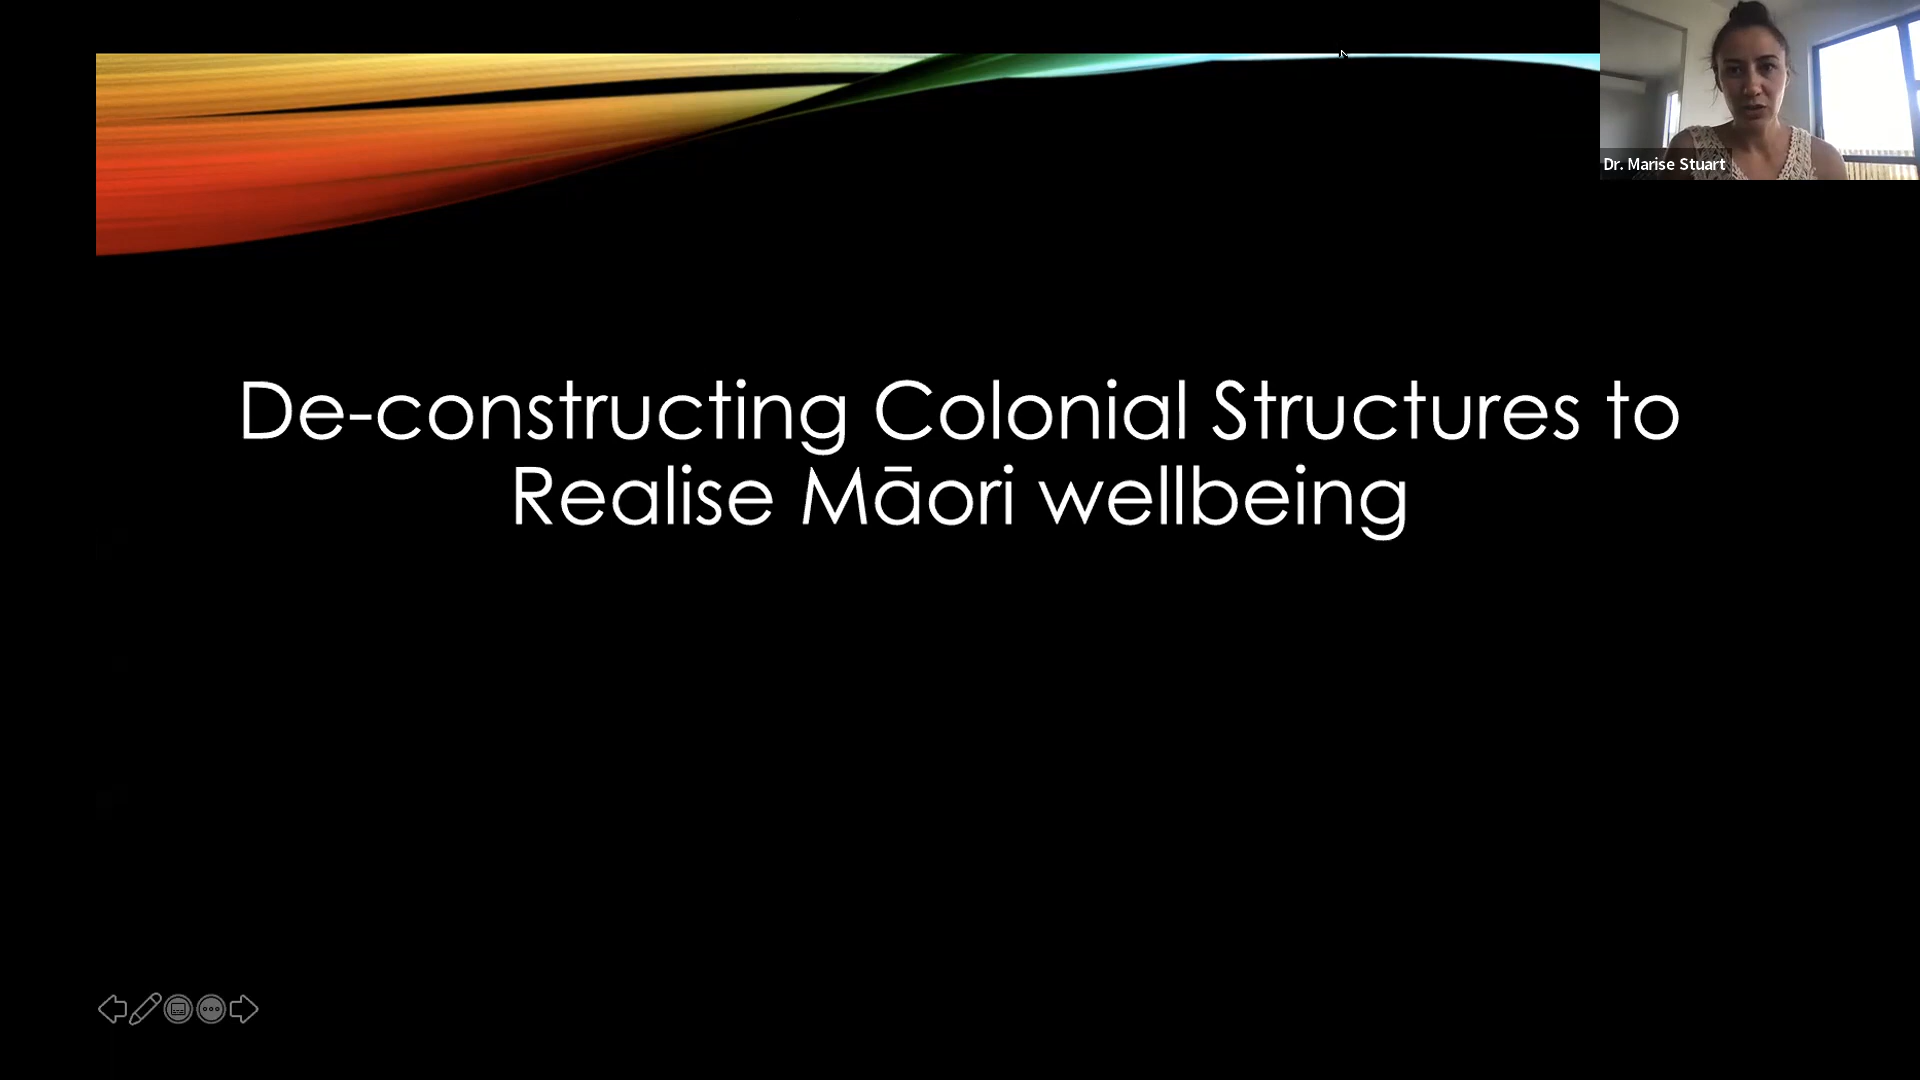 Dr. Marise Stuart
De-constructing Colonial Structures to
Realise Māori wellbeing